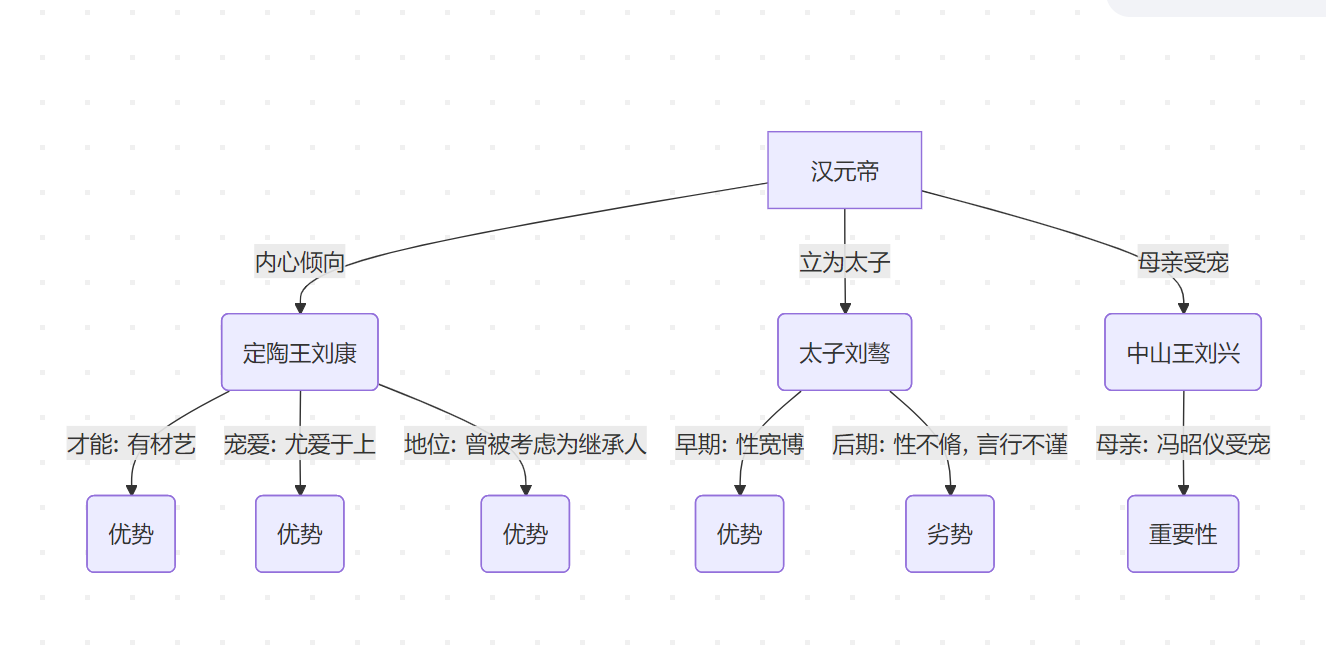 汉元帝
内心倾向
立为太子
母亲受宠
定陶王刘康
太子刘骜
中山王刘兴
才能: 有材艺
宠爱: 尤爱于上
地位: 曾被考虑为继承人
早期: 性宽博
后期: 性不脩, 言行不谨
母亲: 冯昭仪受宠
优势
优势
优势
优势
劣势
重要性